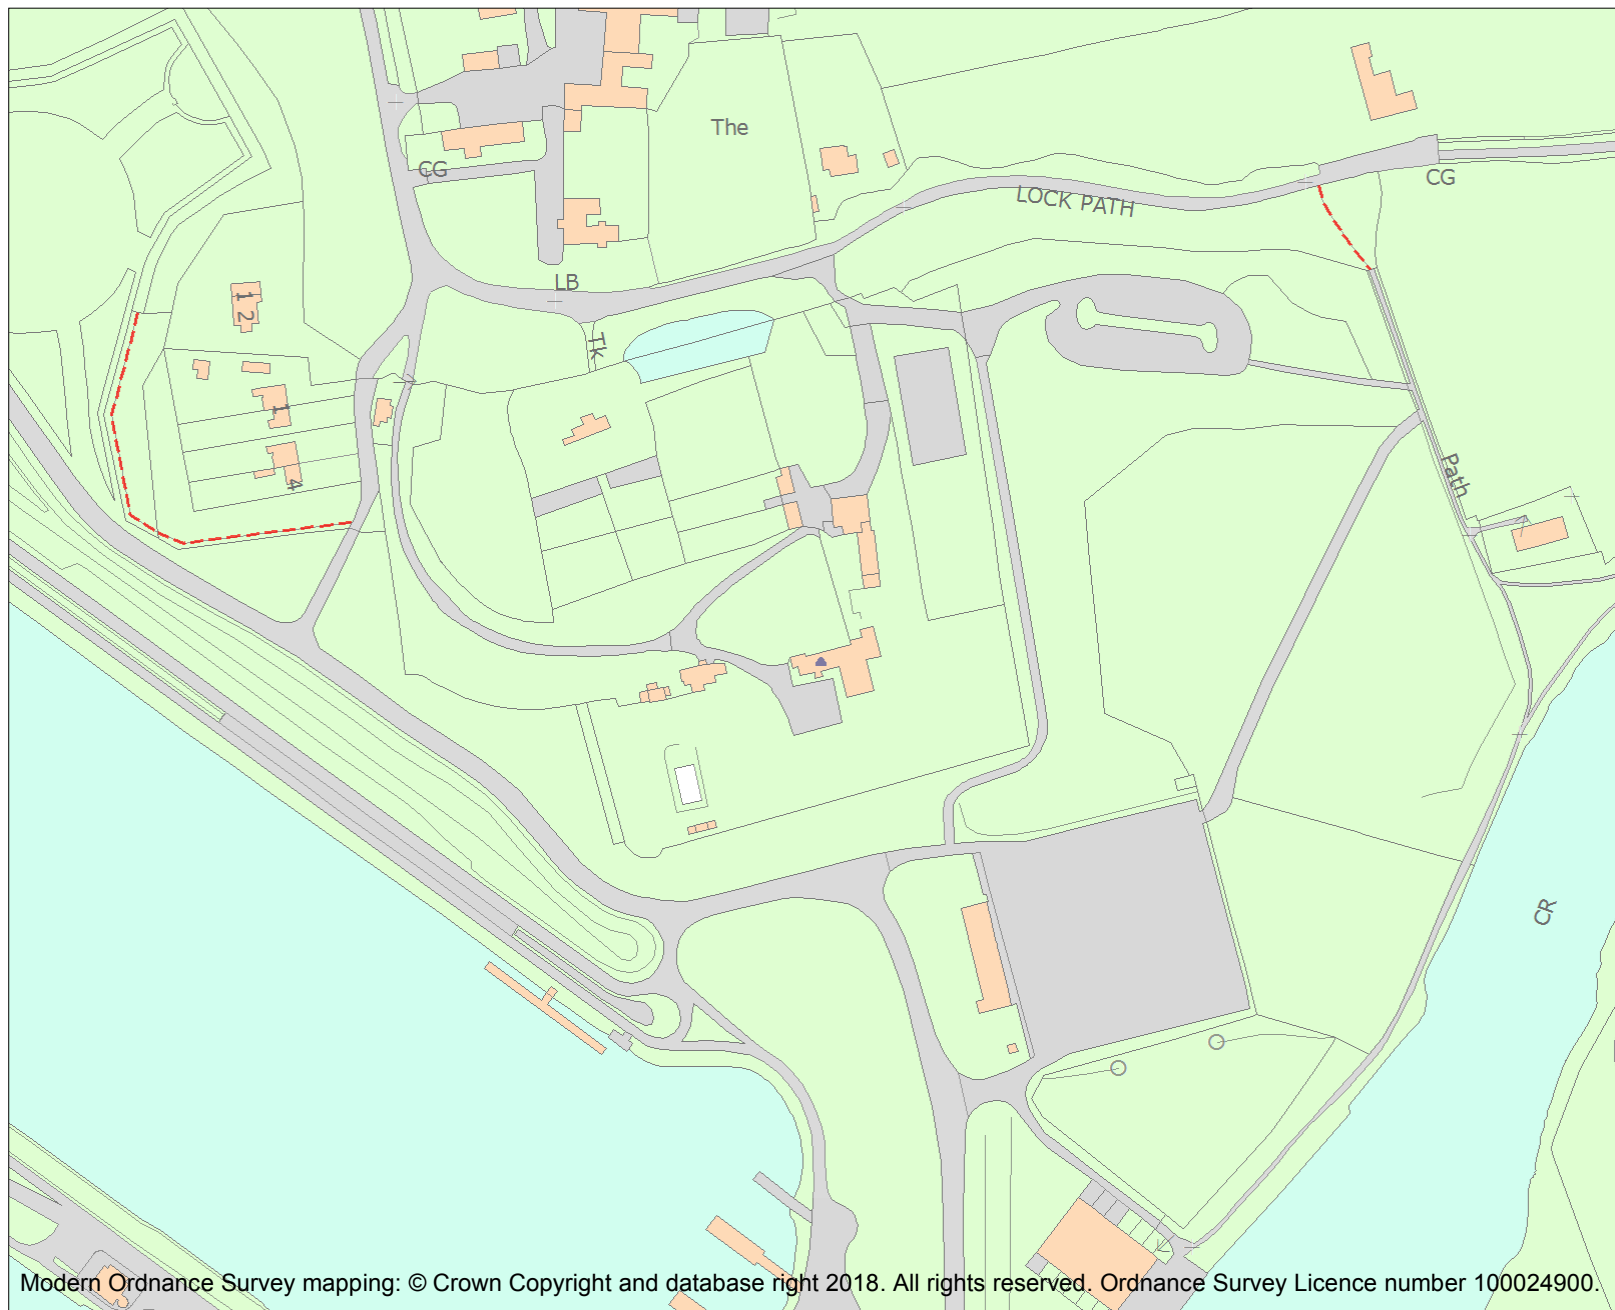 The
CG
LOCK PATH
CG
LB
1 2
Tk
1
4
Path
CR
Modern Ordnance Survey mapping: © Crown Copyright and database right 2018. All rights reserved. Ordnance Survey Licence number 100024900.